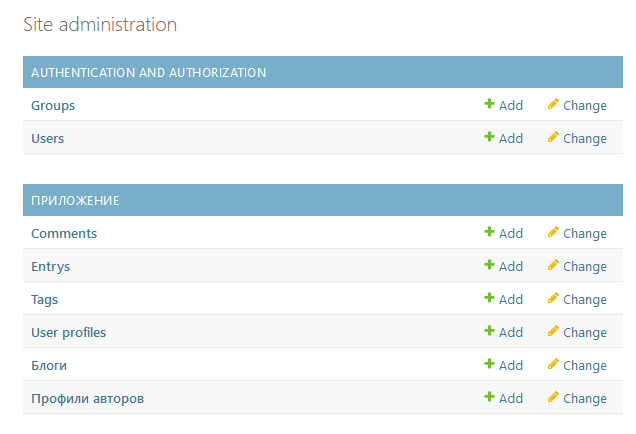 Site administration
AUTHENTICATION AND AUTHORIZATION
Groups Add Change
Users Add Change
ПРИЛОЖЕНИЕ
Comments Add Change
Entrys Add Change
Tags Add Change
User profiles Add Change
Блоги Add Change
Профили авторов Add Change